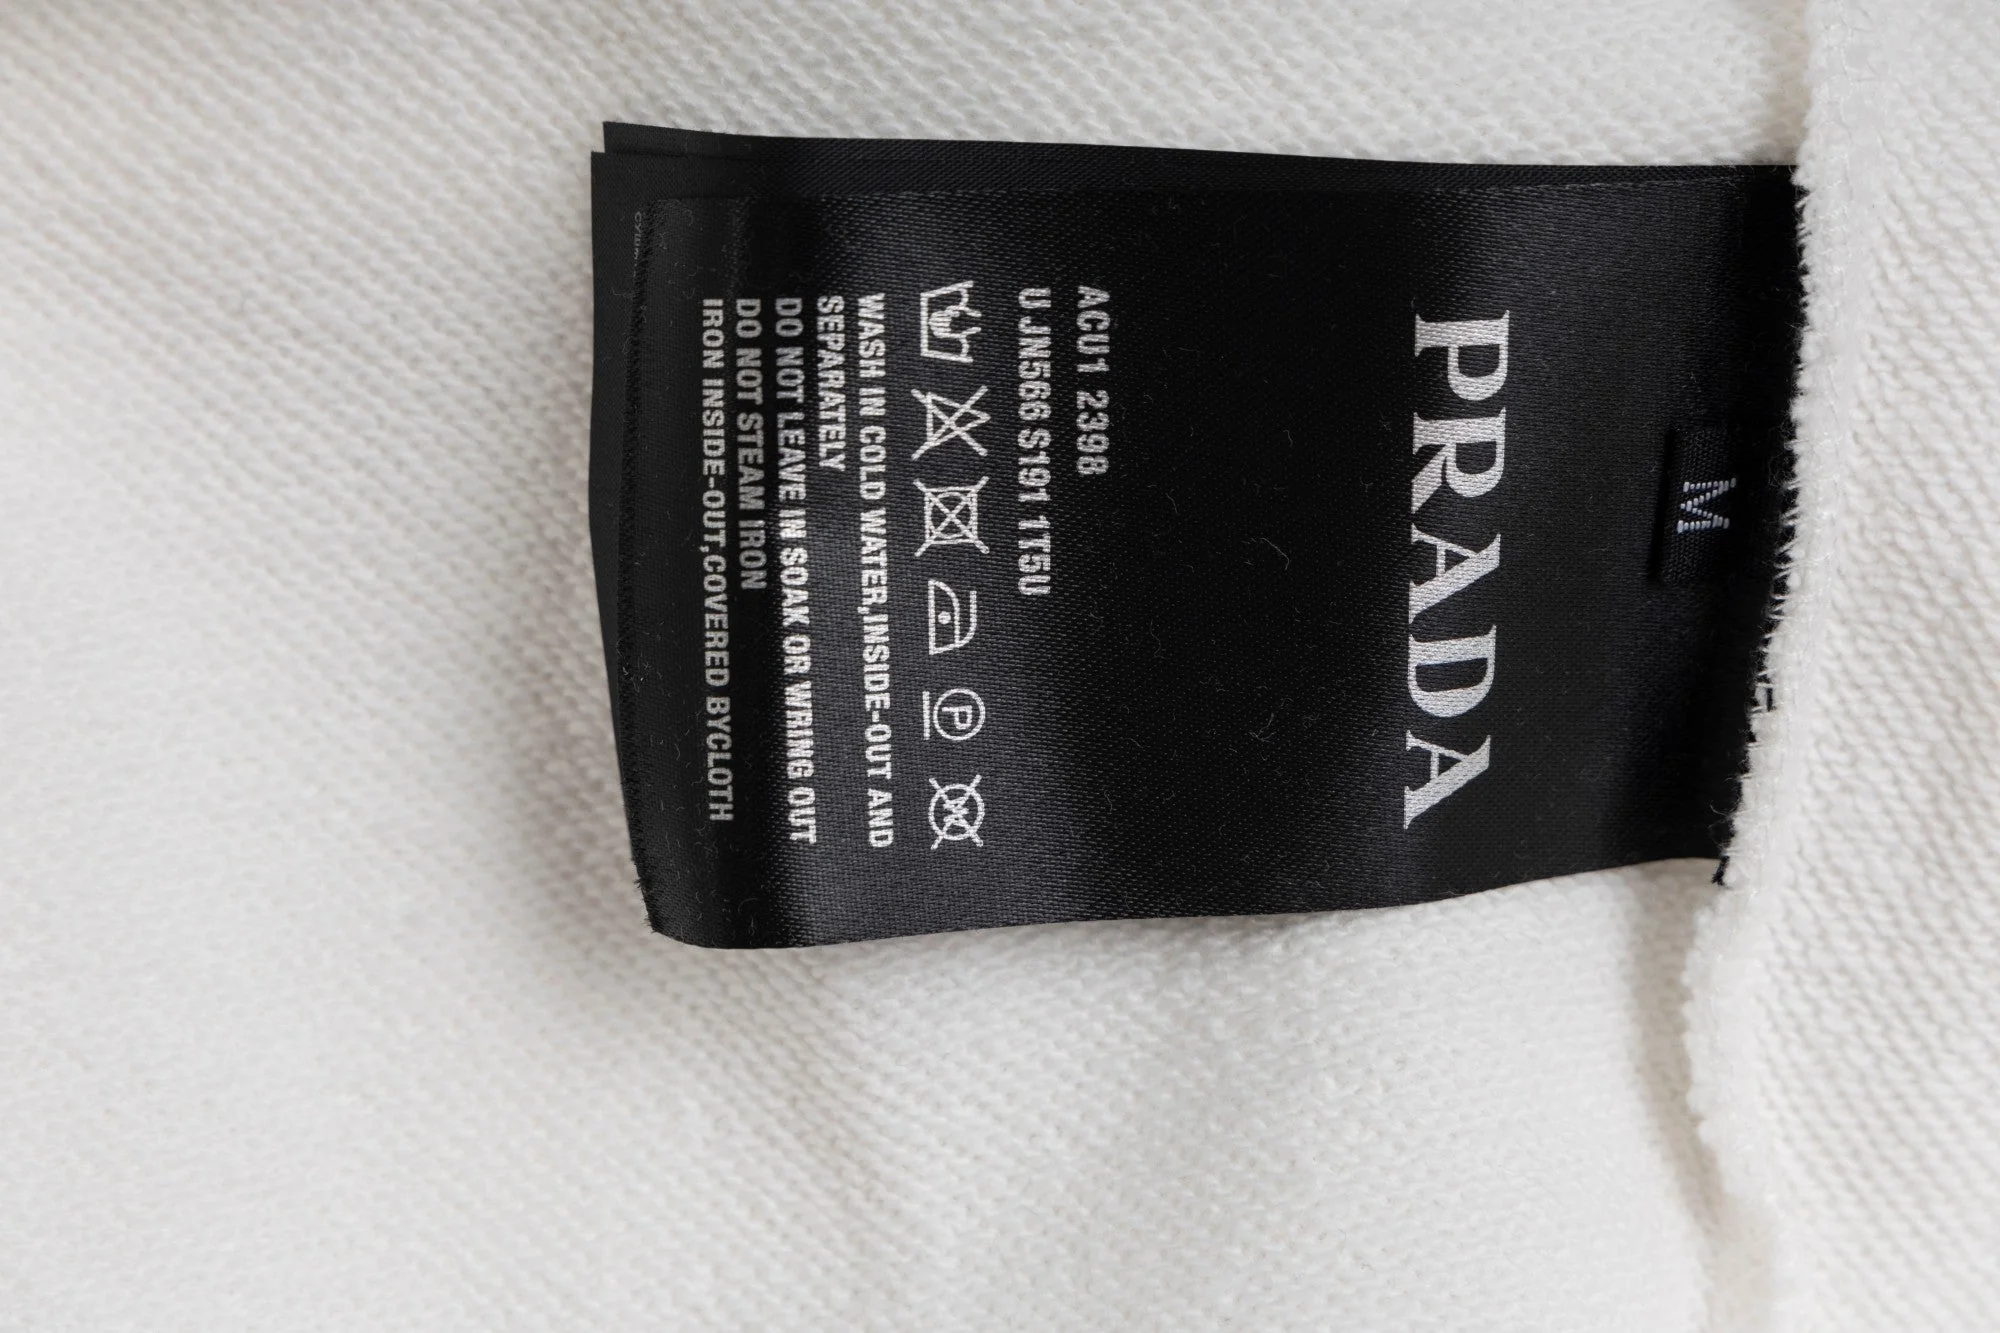 M
PRADA
ACU1 2398
UJN566 S191 1T5U
P
WASH IN COLD WATER,INSIDE-OUT AND
SEPARATELY
DO NOT LEAVE IN SOAK OR WRING OUT
DO NOT STEAM IRON
IRON INSIDE-OUT,COVERED BYCLOTH